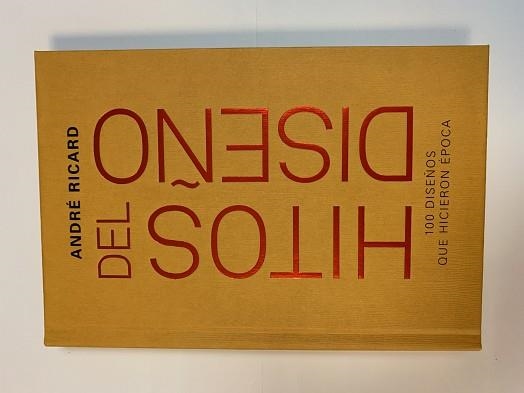 ANDRÉ RICARD
HITOS
DEL
DISEÑO
100 DISEÑOS
QUE HICIERON ÉPOCA